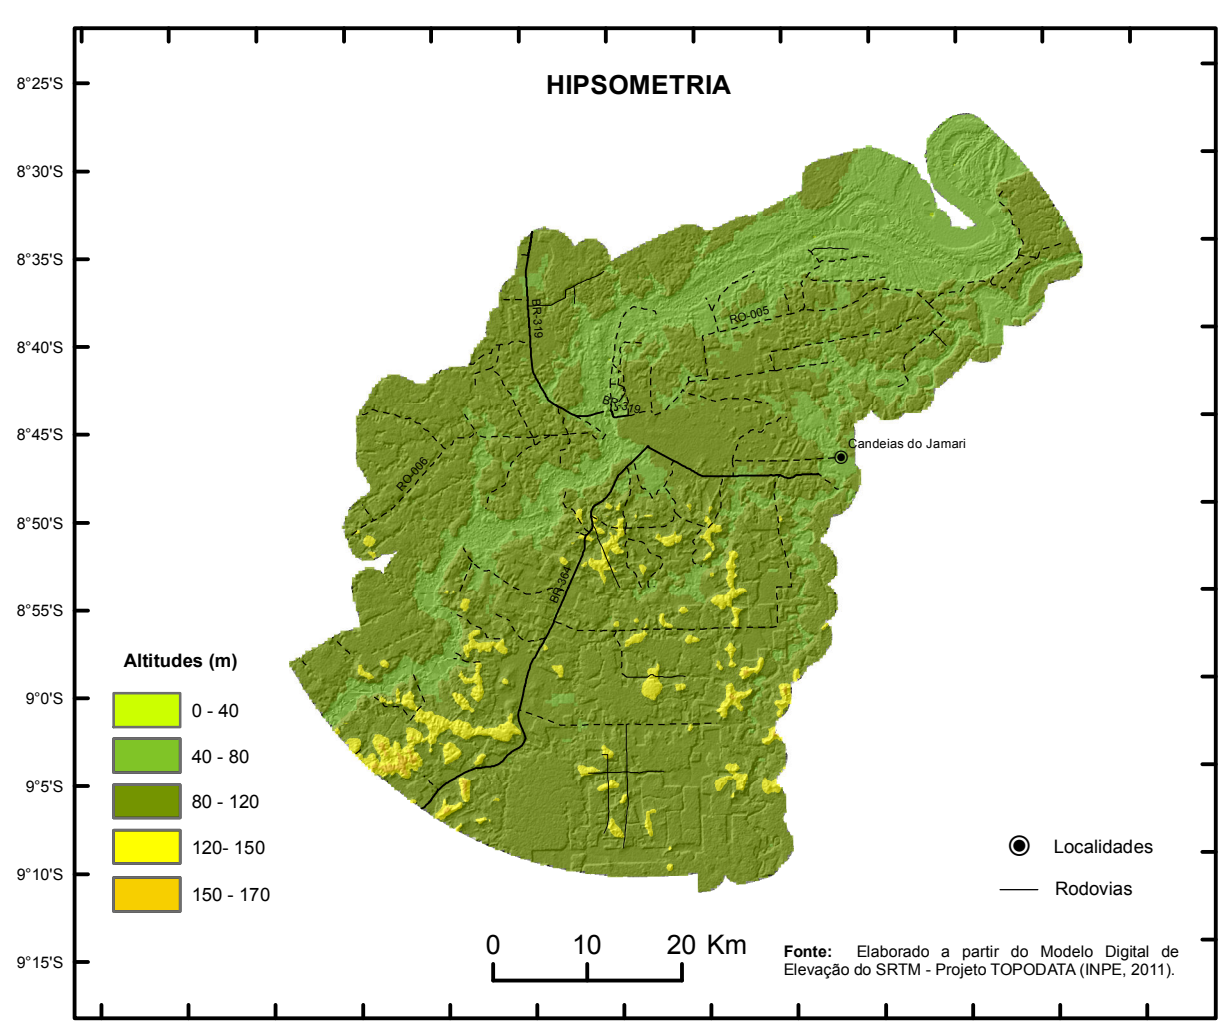 HIPSOMETRIA
8°25'S
8°30'S
8°35'S
8°40'S
8°45'S
8°50'S
8°55'S
9°0'S
9°5'S
9°10'S
9°15'S
BR-319
RO-005
BR-319
Candeias do Jamari
RO-006
BR-364
Altitudes (m)
0 - 40
40 - 80
80 - 120
120- 150
150 - 170
Localidades
Rodovias
0 10 20 Km
Fonte: Elaborado a partir do Modelo Digital de
Elevação do SRTM - Projeto TOPODATA (INPE, 2011).